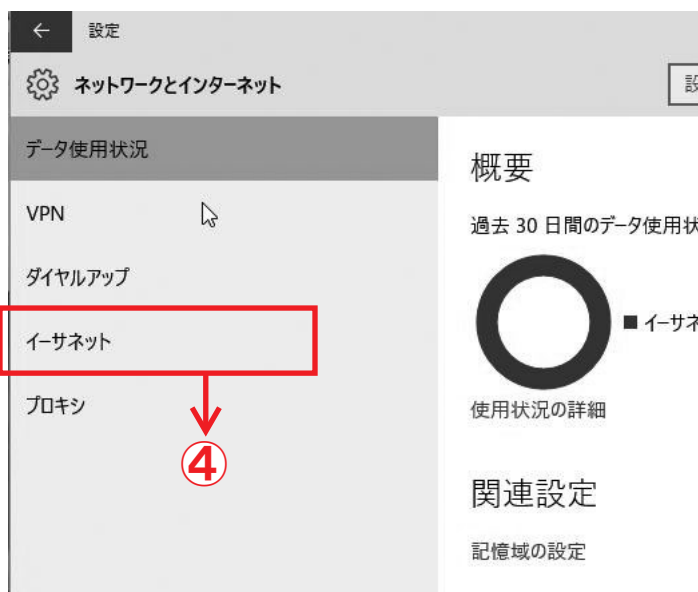 設定
ネットワークとインターネット
設
データ使用状況
VPN
ダイヤルアップ
イーサネット
プロキシ
④
概要
過去 30 日間のデータ使用状
イーサネ
使用状況の詳細
関連設定
記憶域の設定